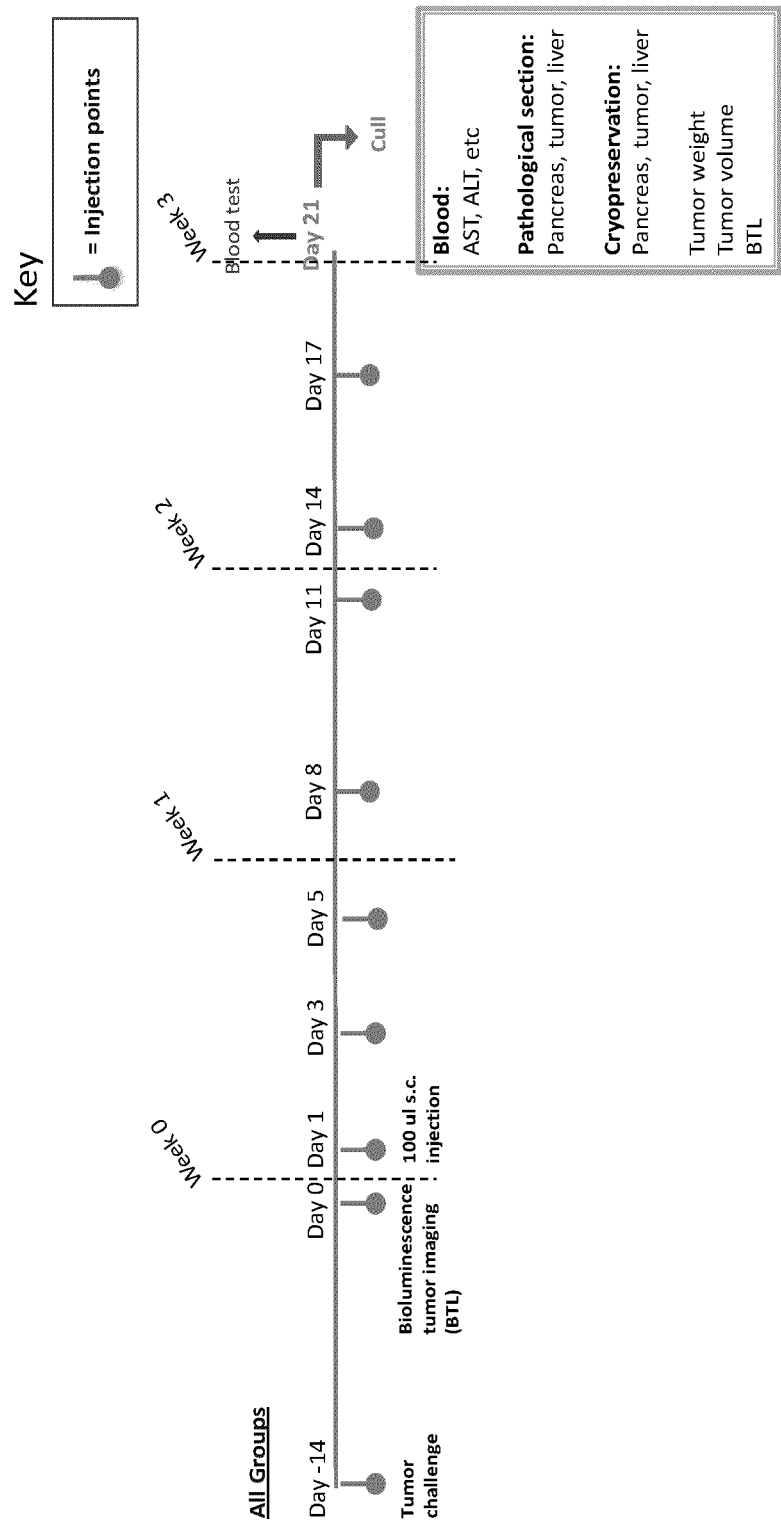 Key
= Injection points
Week 0
Week 1
Week 2
Week 3
Blood test
All Groups
Day -14
Day 0
Day 1
Day 3
Day 5
Day 8
Day 11
Day 14
Day 17
Day 21
Cull
Tumor
challenge
Bioluminescence
tumor imaging
(BTL)
100 ul s.c.
injection
Blood:
AST, ALT, etc
Pathological section:
Pancreas, tumor, liver
Cryopreservation:
Pancreas, tumor, liver
Tumor weight
Tumor volume
BTL